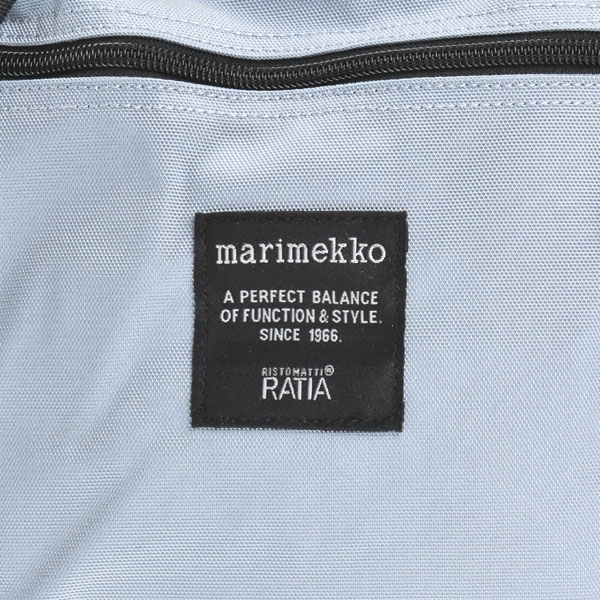 marimekko
A PERFECT BALANCE
OF FUNCTION & STYLE.
SINCE 1966.
RISTOMATTI®
RATIA